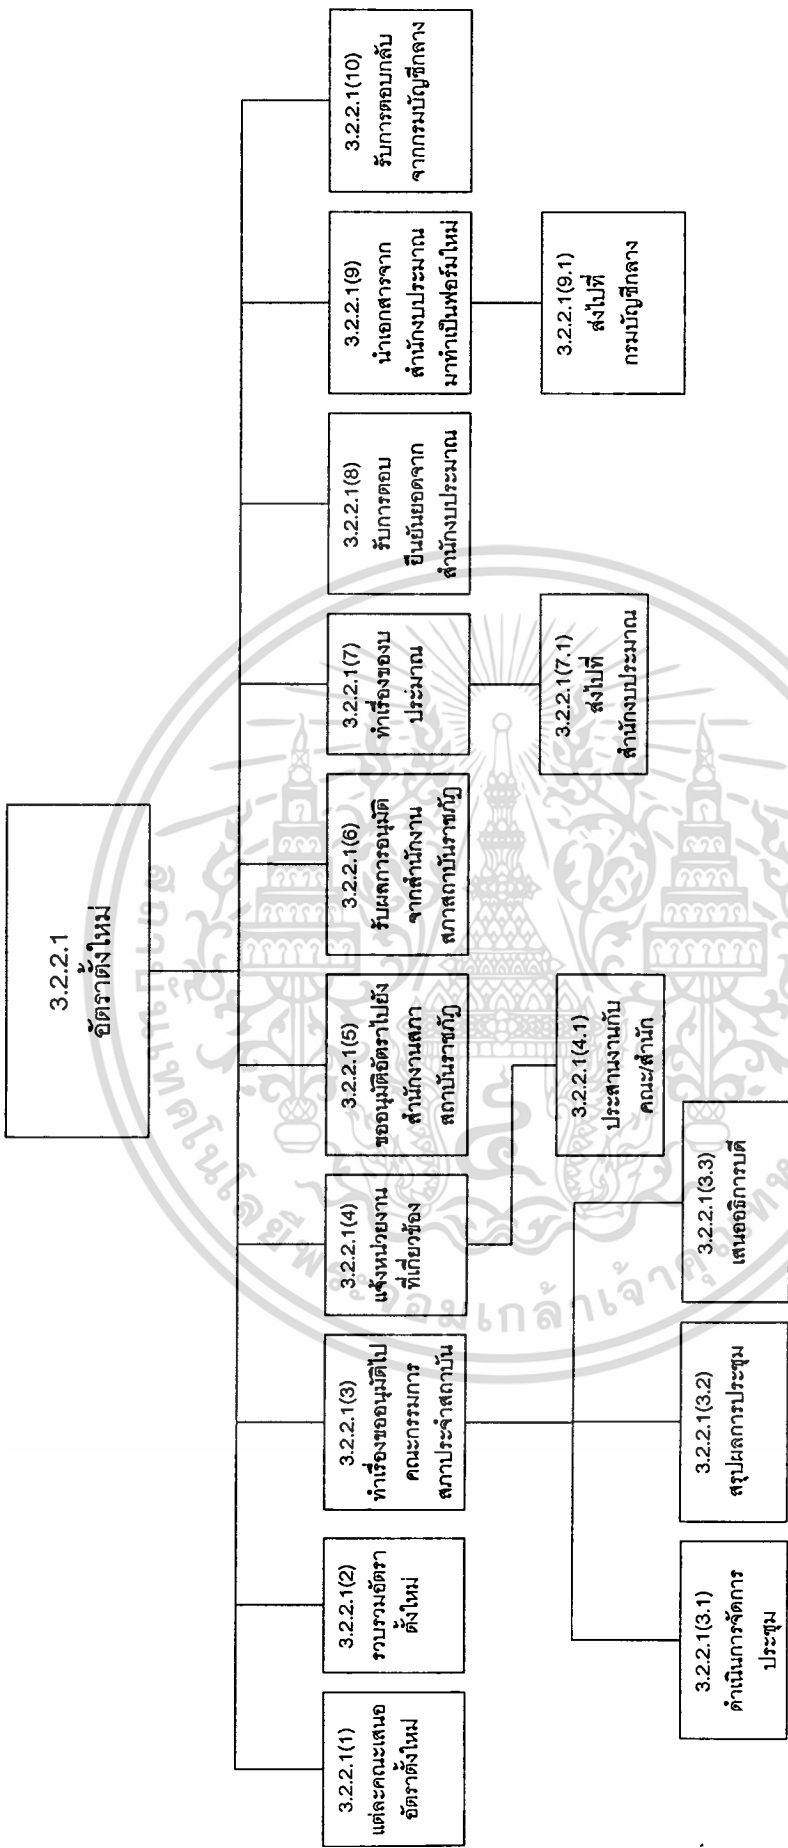 3.2.2.1
อัตราตั้งใหม่
3.2.2.1(1)
แต่ละคณะเสนอ
อัตราตั้งใหม่
3.2.2.1(2)
รวบรวมอัตรา
ตั้งใหม่
3.2.2.1(3)
ทำเรื่องขออนุมัติไป
คณะกรรมการ
สภาประจำสถาบัน
3.2.2.1(4)
แจ้งหน่วยงาน
ที่เกี่ยวข้อง
3.2.2.1(5)
ขออนุมัติอัตราไปยัง
สำนักงานสภา
สถาบันราชภัฏ
3.2.2.1(6)
รับผลการอนุมัติ
จากสำนักงาน
สภาสถาบันราชภัฏ
3.2.2.1(7)
ทำเรื่องของบ
ประมาณ
3.2.2.1(8)
รับการตอบ
ยืนยันยอดจาก
สำนักงบประมาณ
3.2.2.1(9)
นำเอกสารจาก
สำนักงบประมาณ
มาทำเป็นฟอร์มใหม่
3.2.2.1(10)
รับการตอบกลับ
จากกรมบัญชีกลาง
3.2.2.1(3.1)
ดำเนินการจัดการ
ประชุม
3.2.2.1(3.2)
สรุปผลการประชุม
3.2.2.1(3.3)
เสนออธิการบดี
3.2.2.1(4.1)
ประสานงานกับ
คณะ/สำนัก
3.2.2.1(7.1)
ส่งไปที่
สำนักงบประมาณ
3.2.2.1(9.1)
ส่งไปที่
กรมบัญชีกลาง